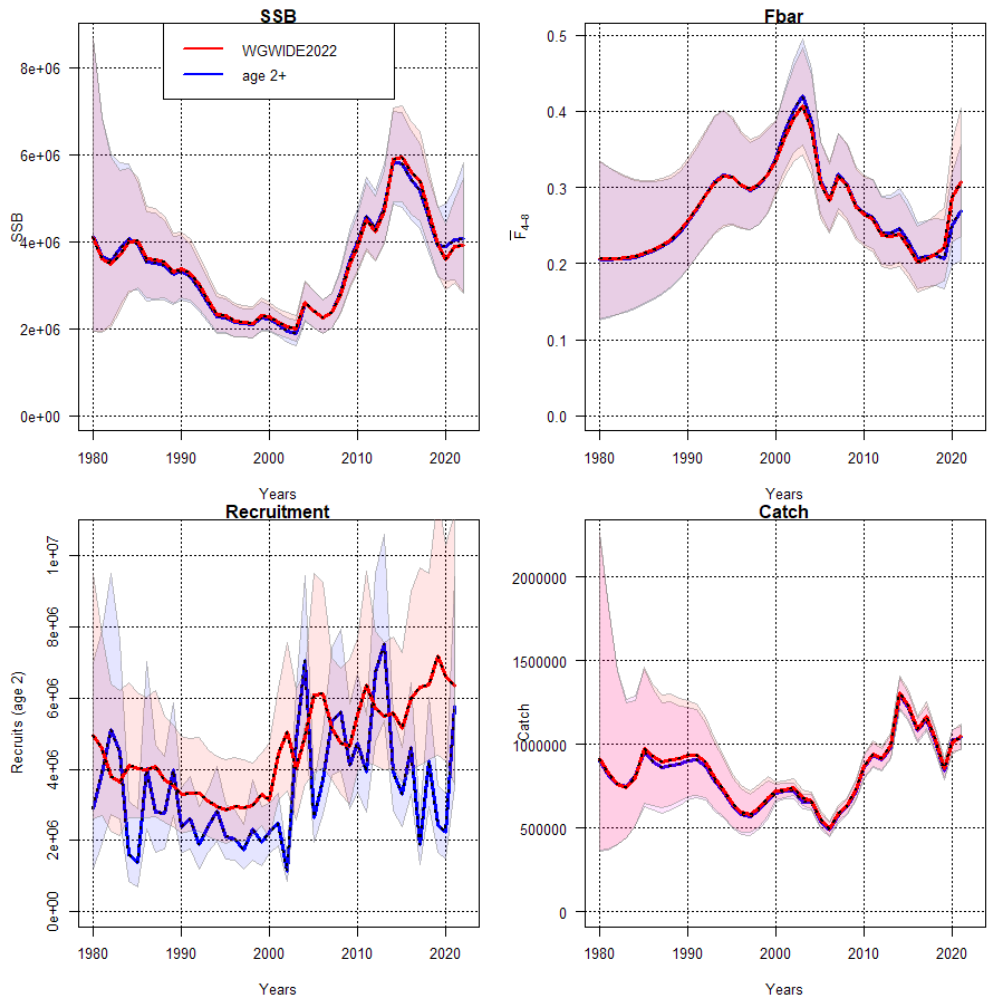 SSB
WGWIDE2022
age 2+
SSB
8e+06
6e+06
4e+06
2e+06
0e+00
1980 1990 2000 2010 2020
Years
Fbar
F̅4–8
0.5
0.4
0.3
0.2
0.1
0.0
1980 1990 2000 2010 2020
Years
Recruitment
Recruits (age 2)
1e+07
8e+06
6e+06
4e+06
2e+06
0e+00
1980 1990 2000 2010 2020
Years
Catch
Catch
2000000
1500000
1000000
500000
0
1980 1990 2000 2010 2020
Years